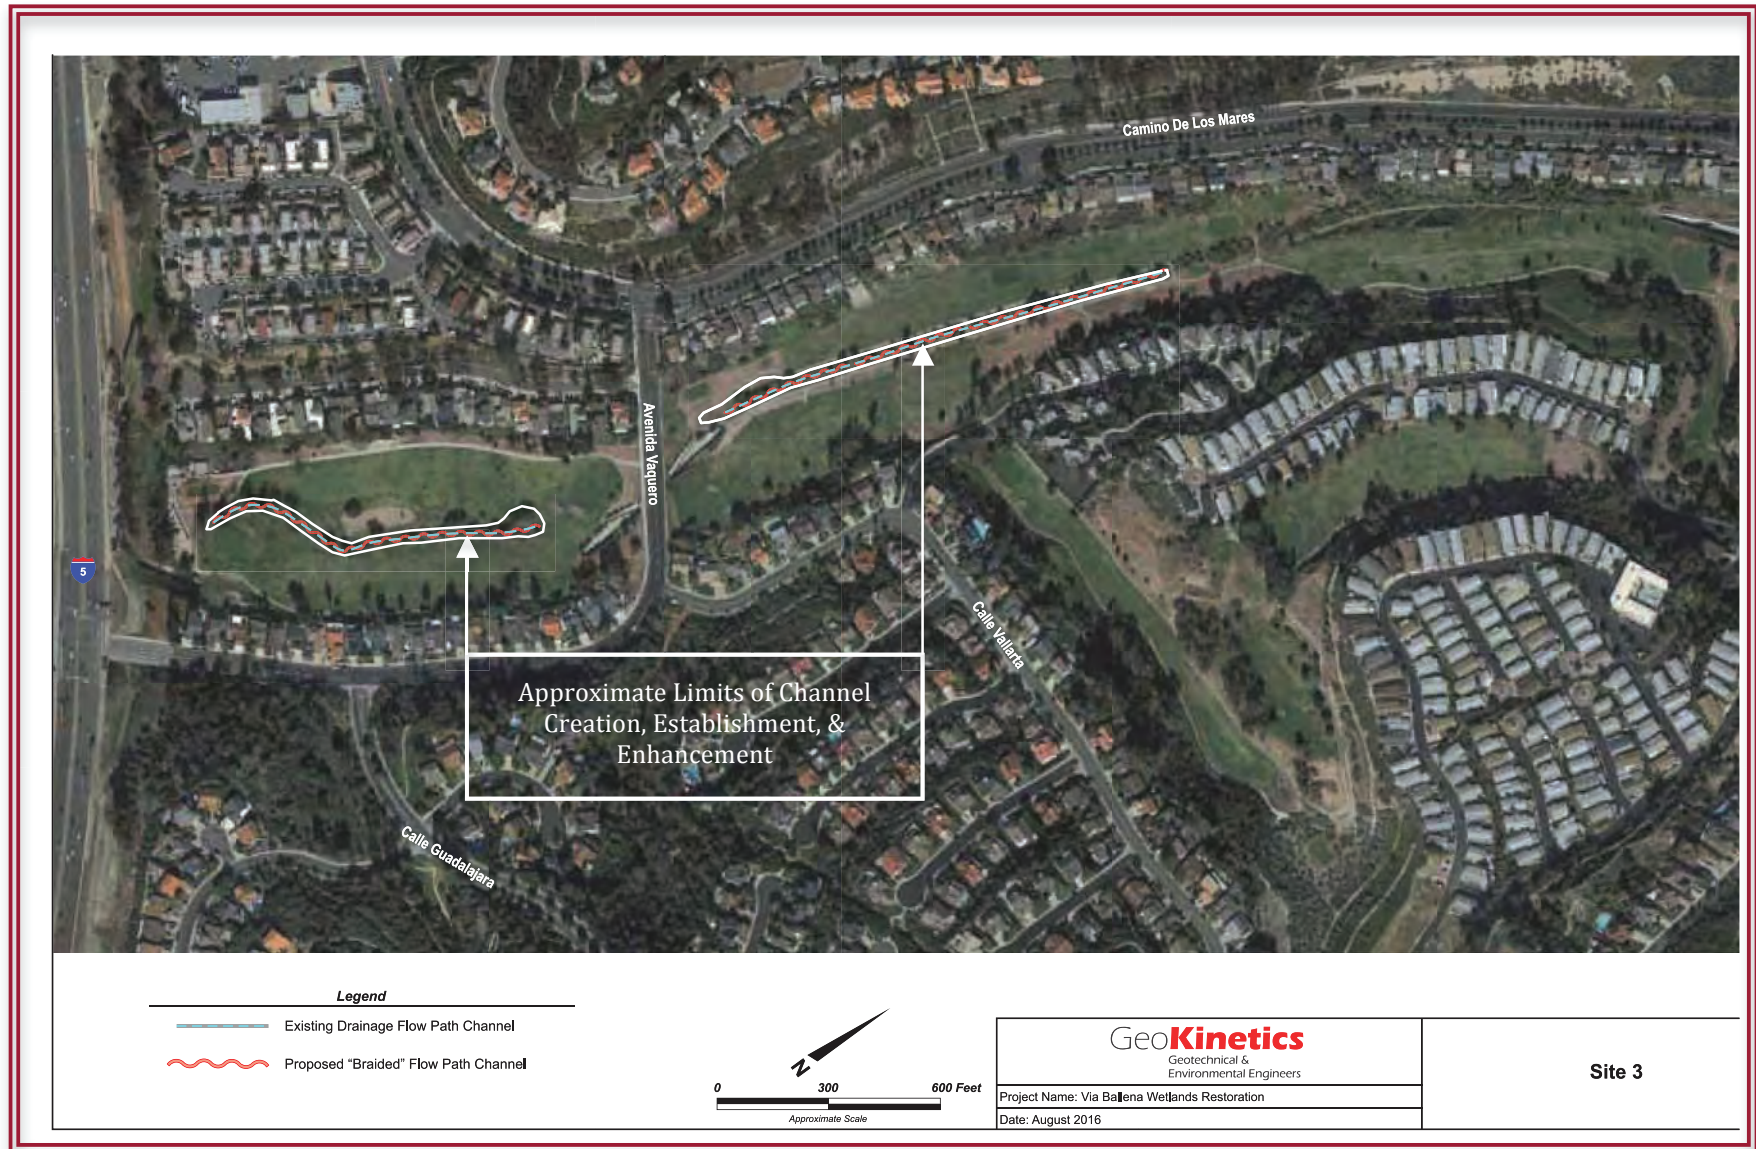 Camino De Los Mares
Avenida Vaquero
5
Calle Vallarta
Approximate Limits of Channel
Creation, Establishment, &
Enhancement
Calle Guadalajara
Legend
Existing Drainage Flow Path Channel
Proposed “Braided” Flow Path Channel
N
0 300 600 Feet
Approximate Scale
GeoKinetics
Geotechnical &
Environmental Engineers
Project Name: Via Ballena Wetlands Restoration
Date: August 2016
Site 3